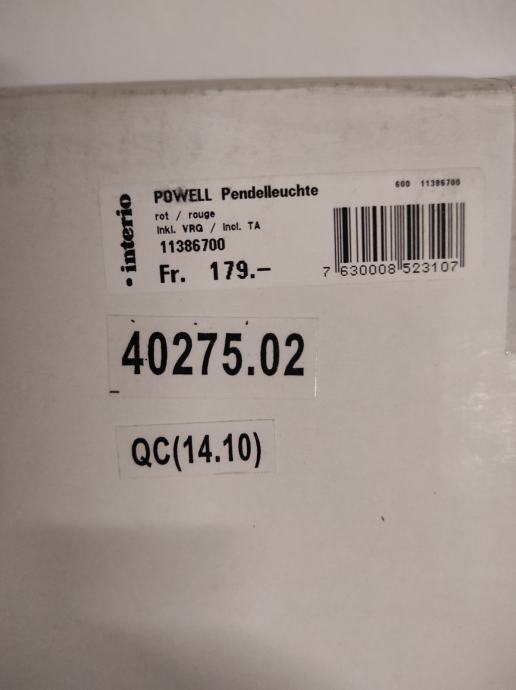 • interio
POWELL Pendelleuchte
600 11386700
rot / rouge
Inkl. VRG / Incl. TA
11386700
Fr. 179.–
7 630008 523107
40275.02
QC(14.10)